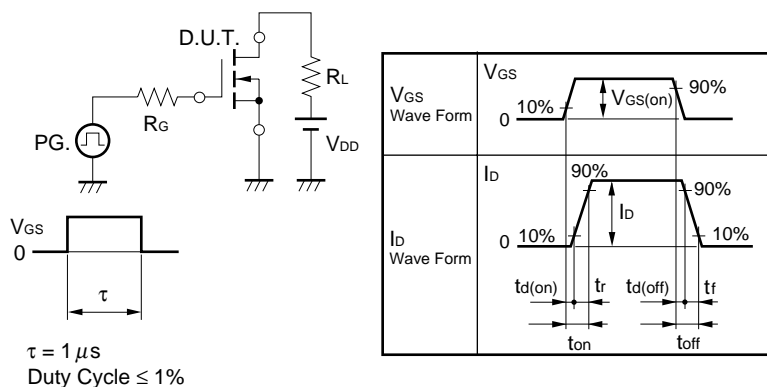 D.U.T.
RL
RG
PG.
VDD
VGS
0
τ
τ = 1 μs
Duty Cycle ≤ 1%
VGS
Wave Form
VGS
10%
0
VGS(on)
90%
ID
Wave Form
ID
90%
90%
0
10%
ID
10%
td(on)
tr
td(off)
tf
ton
toff